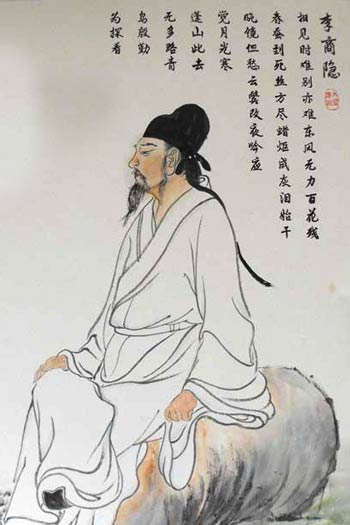 李商隐
相见时难别亦难东风无力百花残
春蚕到死丝方尽蜡炬成灰泪始干
晓镜但愁云鬓改夜吟应
觉月光寒
蓬山此去
无多路青
鸟殷勤
为探看